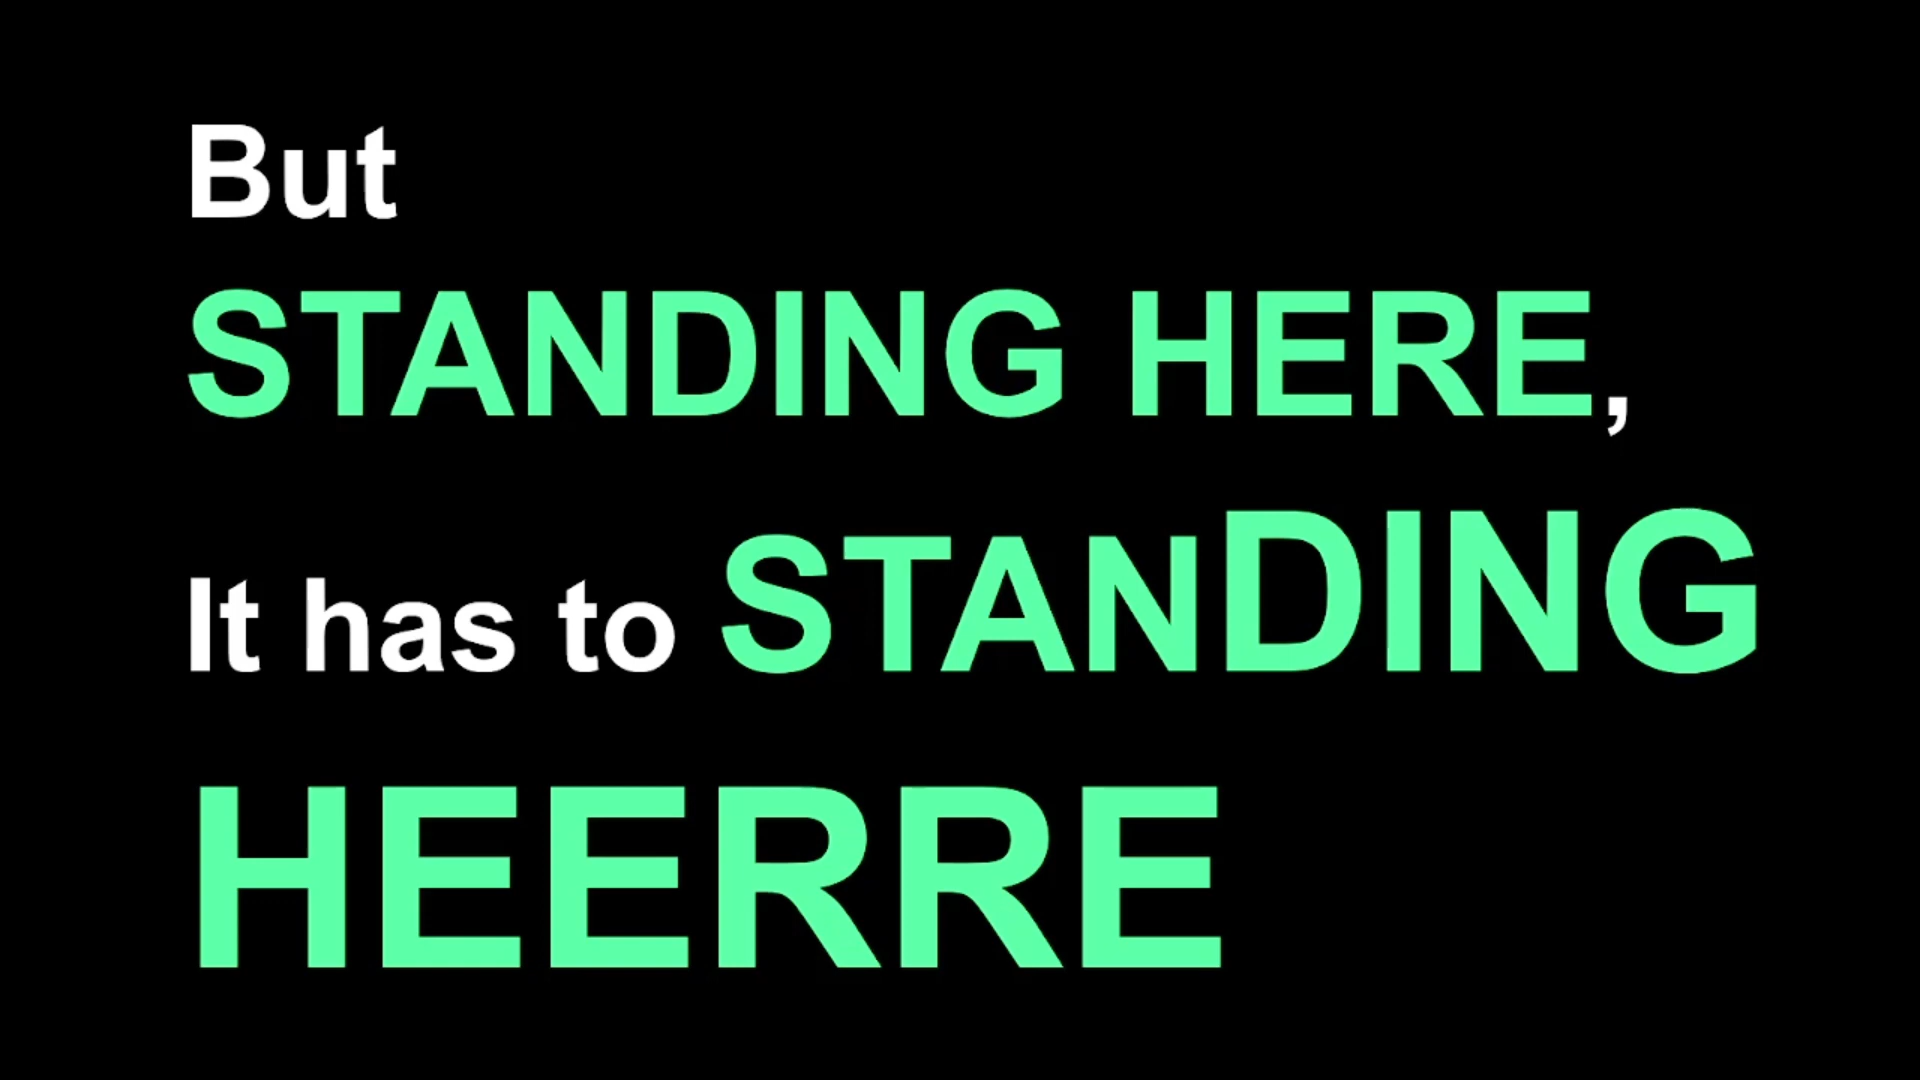 But
STANDING HERE,
It has to STANDING
HEERRE